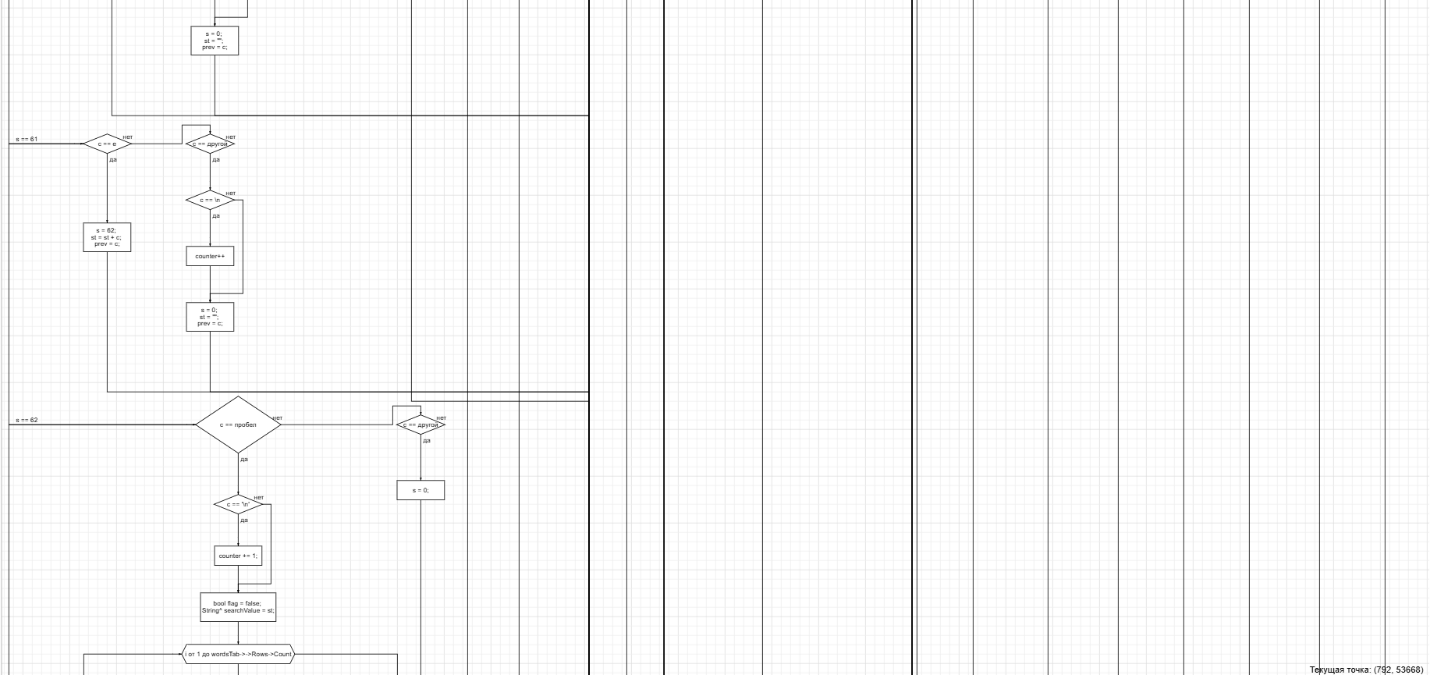 s = 0;
st = "";
prev = c;
s == 61
c == e
нет
да
c == другой
нет
да
c == \n
нет
да
s = 62;
st = st + c;
prev = c;
counter++
s = 0;
st = "";
prev = c;
s == 62
c == пробел
нет
да
c == другой
нет
да
s = 0;
c == '\n'
нет
да
counter += 1;
bool flag = false;
String^ searchValue = st;
i от 1 до wordsTab->->Rows->Count
Текущая точка: (792, 53668)